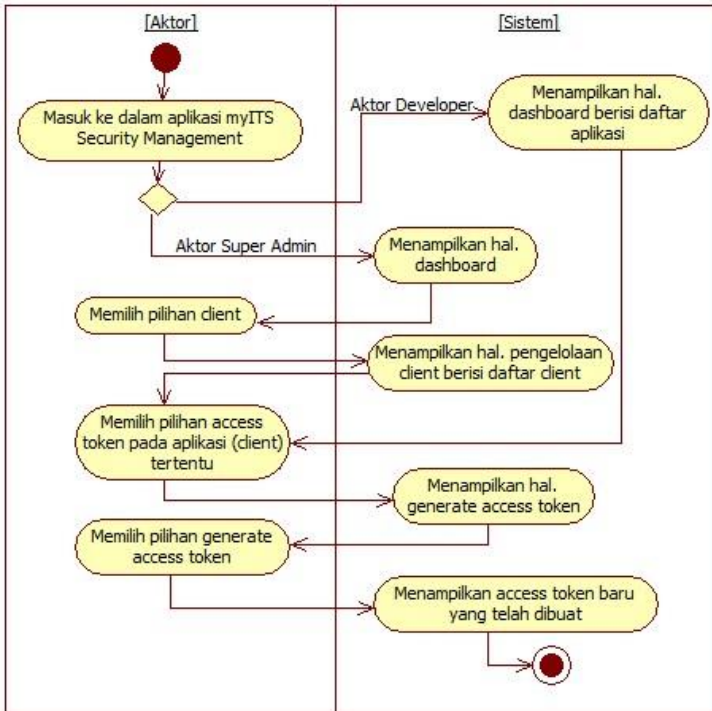 [Aktor]
[Sistem]
Masuk ke dalam aplikasi myITS
Security Management
Aktor Developer
Menampilkan hal.
dashboard berisi daftar
aplikasi
Aktor Super Admin
Menampilkan hal.
dashboard
Memilih pilihan client
Menampilkan hal. pengelolaan
client berisi daftar client
Memilih pilihan access
token pada aplikasi (client)
tertentu
Menampilkan hal.
generate access token
Memilih pilihan generate
access token
Menampilkan access token baru
yang telah dibuat